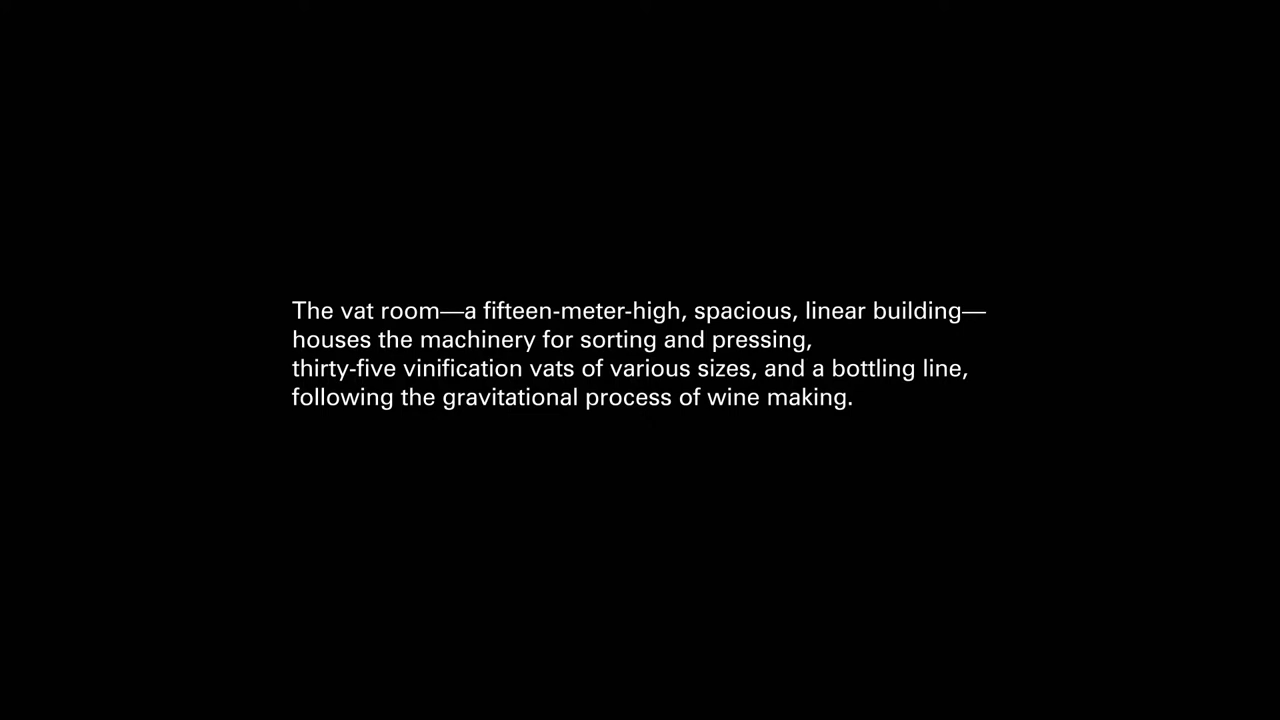 The vat room—a fifteen-meter-high, spacious, linear building—
houses the machinery for sorting and pressing,
thirty-five vinification vats of various sizes, and a bottling line,
following the gravitational process of wine making.